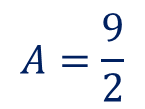 A = 9/2